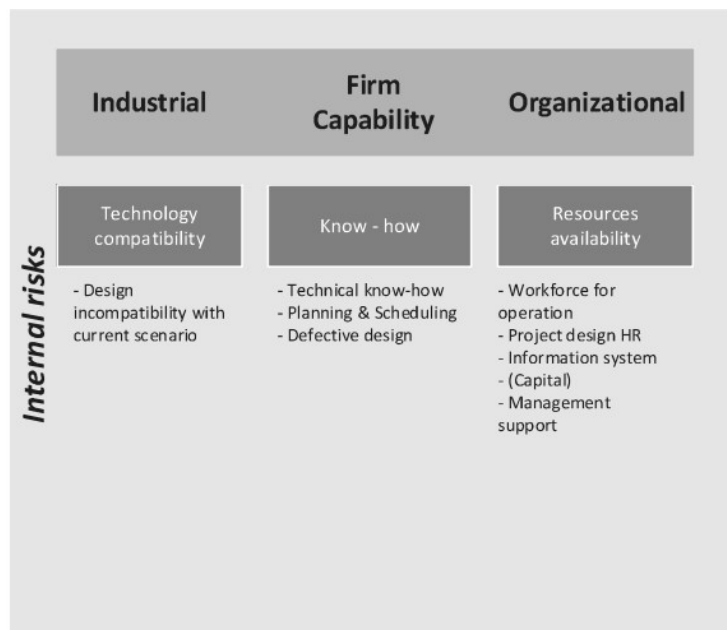 Industrial
Firm
Capability
Organizational
Internal risks
Technology
compatibility
Know - how
Resources
availability
- Design
incompatibility with
current scenario
- Technical know-how
- Planning & Scheduling
- Defective design
- Workforce for
operation
- Project design HR
- Information system
- (Capital)
- Management
support